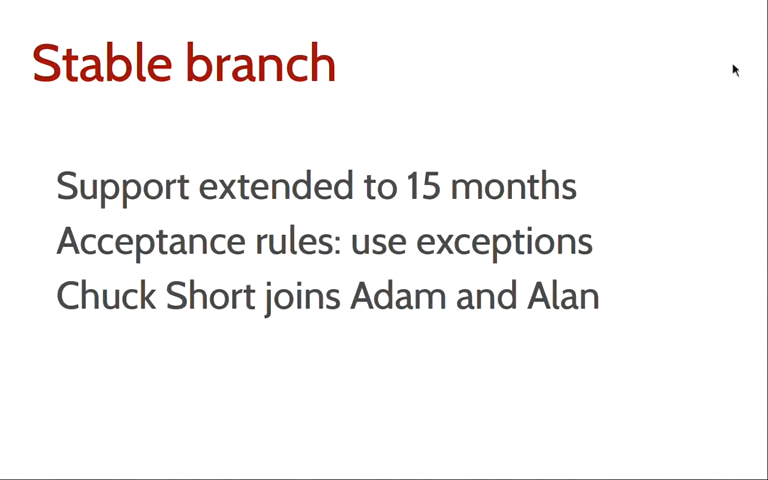 Stable branch
Support extended to 15 months
Acceptance rules: use exceptions
Chuck Short joins Adam and Alan